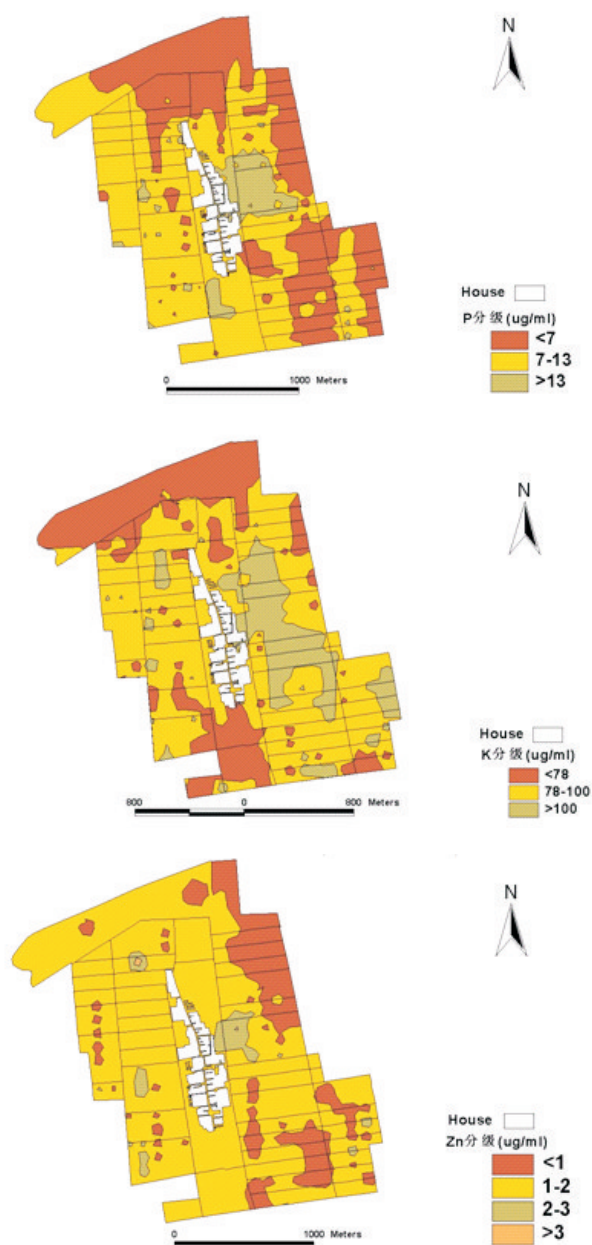 N
House
P分级(ug/ml)
<7
7-13
>13
0 1000 Meters
N
House
K分级(ug/ml)
<78
78-100
>100
800 0 800 Meters
N
House
Zn分级(ug/ml)
<1
1-2
2-3
>3
0 1000 Meters